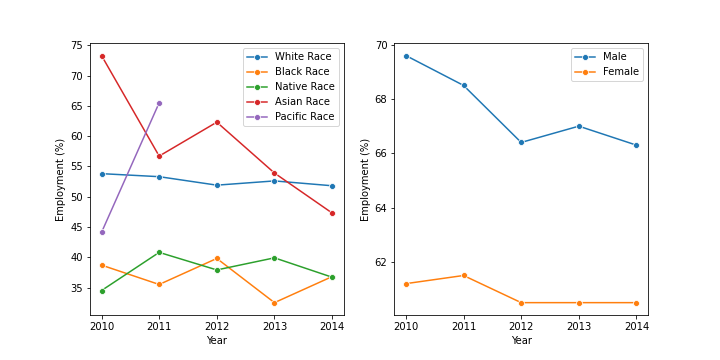 75
70
65
60
55
50
45
40
35
Employment (%)
2010 2011 2012 2013 2014
Year
White Race
Black Race
Native Race
Asian Race
Pacific Race
70
68
66
64
62
Employment (%)
2010 2011 2012 2013 2014
Year
Male
Female